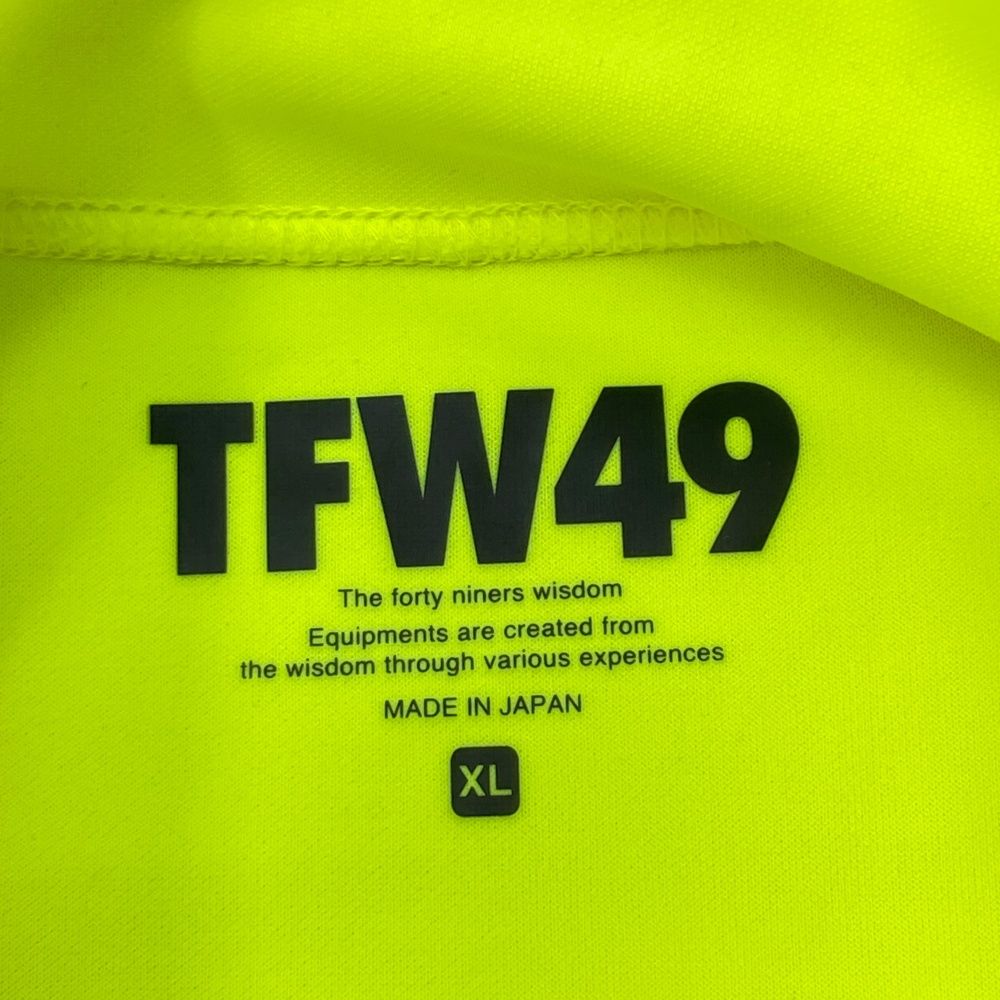 TFW49
The forty niners wisdom
Equipments are created from
the wisdom through various experiences
MADE IN JAPAN
XL